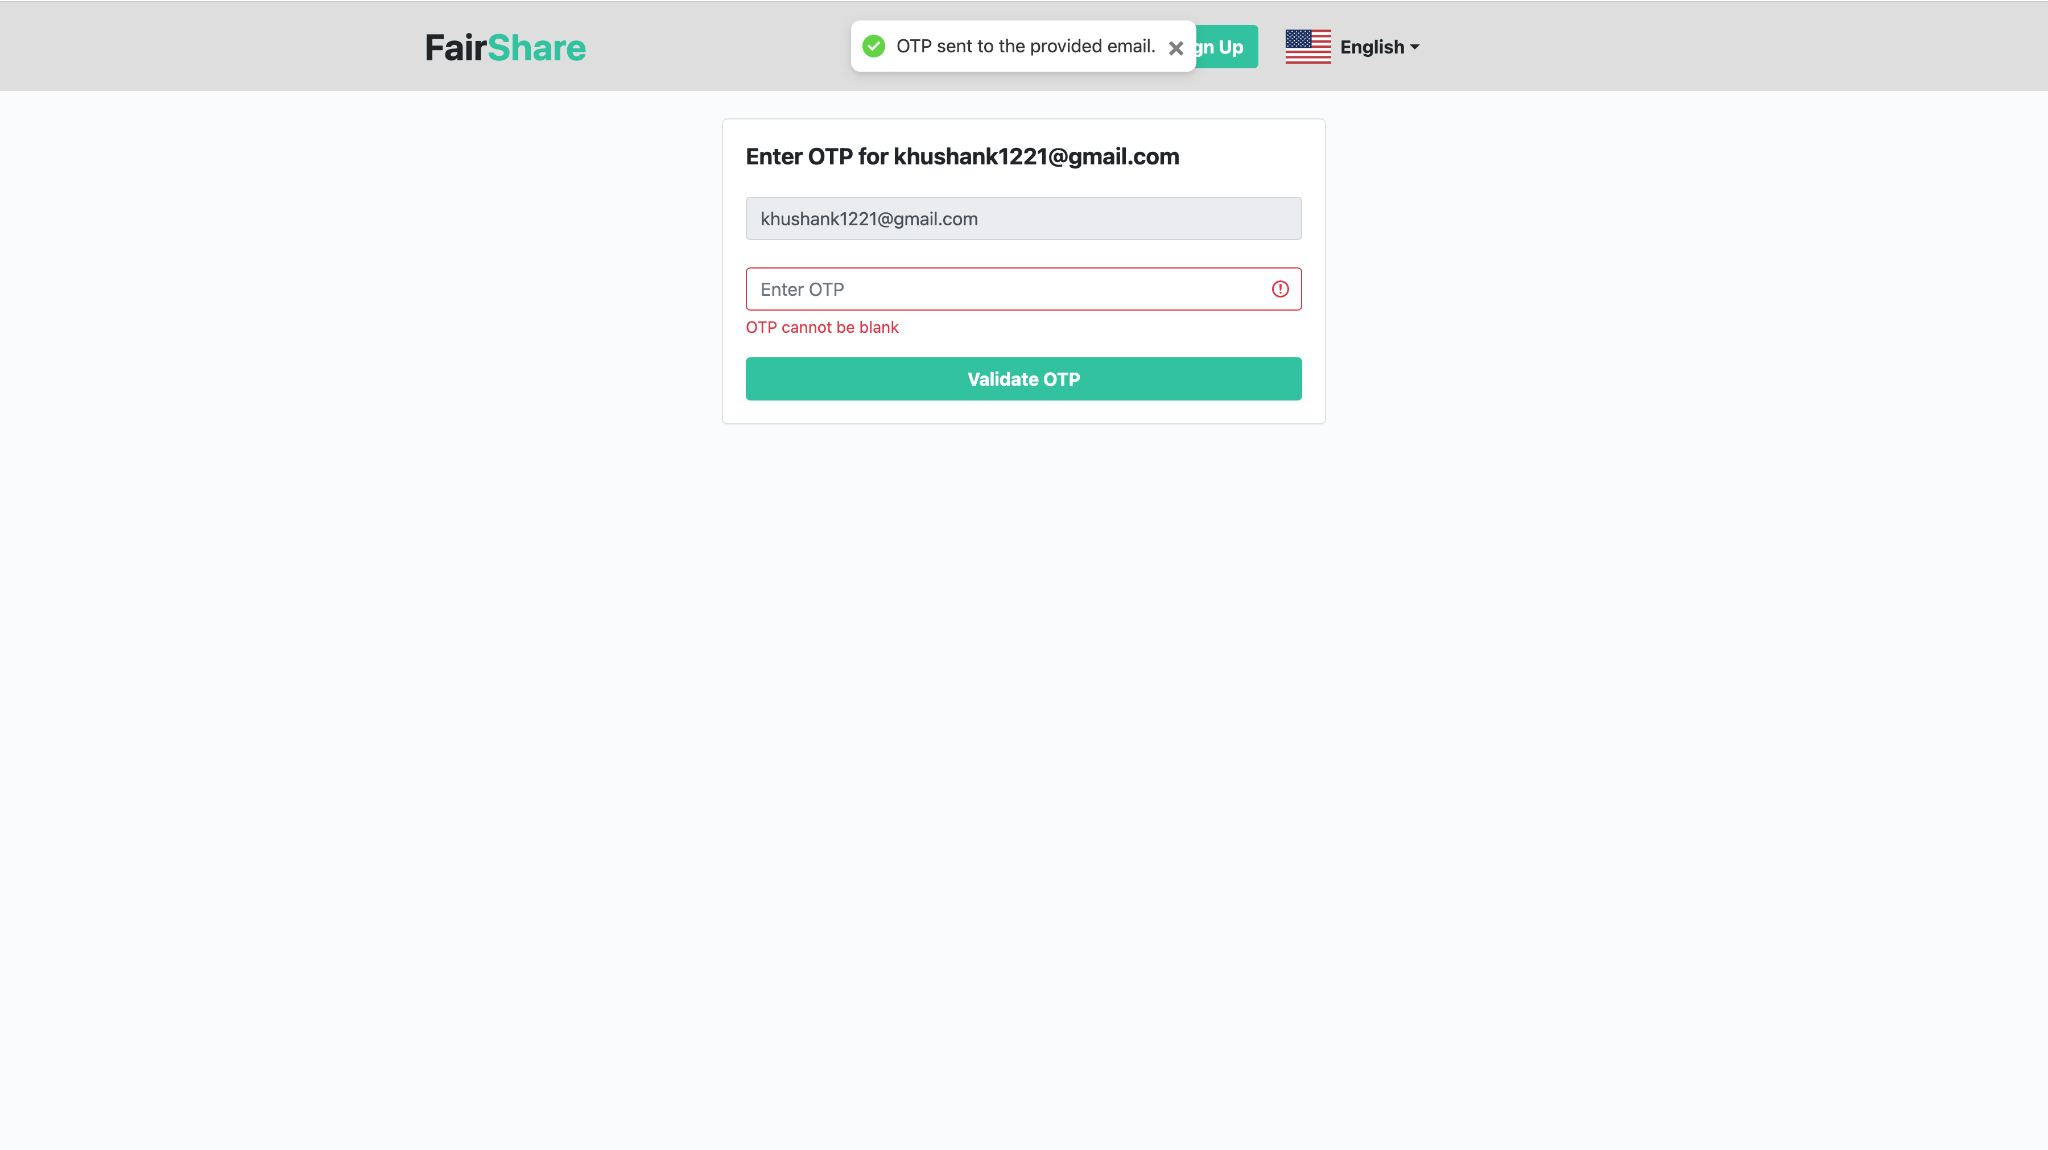 FairShare
OTP sent to the provided email.
gn Up
English
Enter OTP for khushank1221@gmail.com
khushank1221@gmail.com
Enter OTP
OTP cannot be blank
Validate OTP